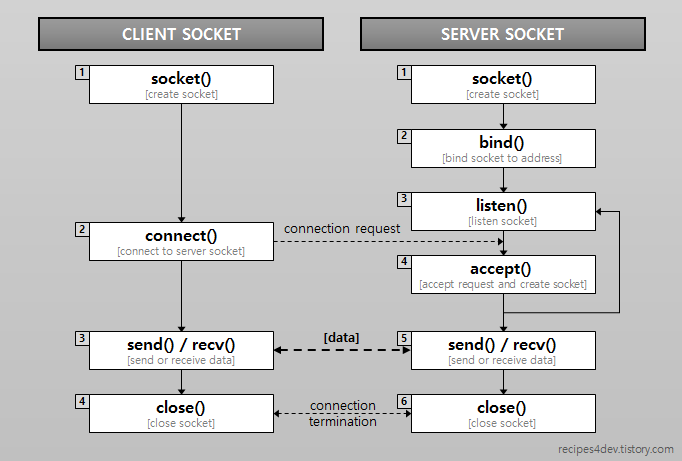 CLIENT SOCKET
SERVER SOCKET
1
socket()
[create socket]
1
socket()
[create socket]
2
bind()
[bind socket to address]
3
listen()
[listen socket]
2
connect()
[connect to server socket]
connection request
4
accept()
[accept request and create socket]
3
send() / recv()
[send or receive data]
[data]
5
send() / recv()
[send or receive data]
4
close()
[close socket]
connection
termination
6
close()
[close socket]
recipes4dev.tistory.com